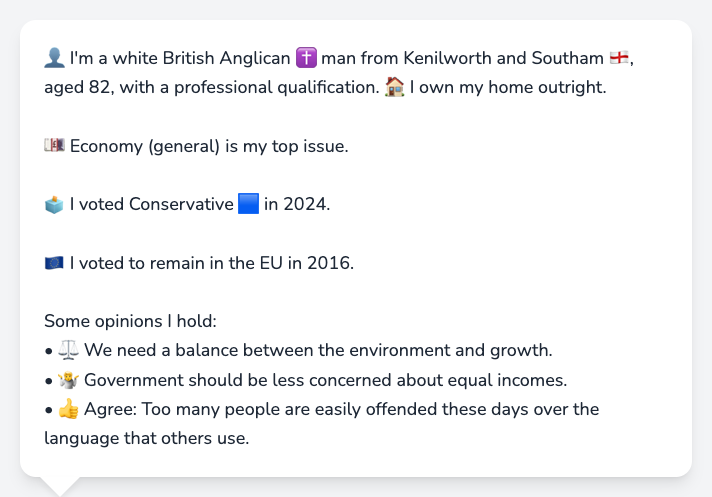 👤 I'm a white British Anglican ✝️ man from Kenilworth and Southam 🏴󠁧󠁢󠁥󠁮󠁧󠁿,
aged 82, with a professional qualification. 🏠 I own my home outright.
💷 Economy (general) is my top issue.
🗳️ I voted Conservative 🟦 in 2024.
🇪🇺 I voted to remain in the EU in 2016.
Some opinions I hold:
• ⚖️ We need a balance between the environment and growth.
• 🤷 Government should be less concerned about equal incomes.
• 👍 Agree: Too many people are easily offended these days over the
language that others use.